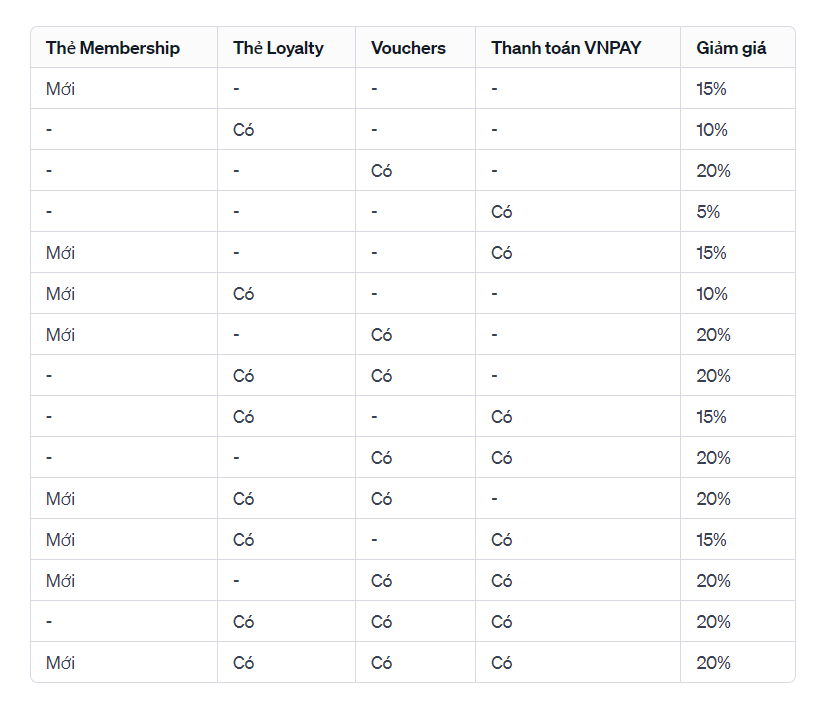 Thẻ Membership Thẻ Loyalty Vouchers Thanh toán VNPAY Giảm giá
Mới - - - 15%
- Có - - 10%
- - Có - 20%
- - - Có 5%
Mới - - Có 15%
Mới Có - - 10%
Mới - Có - 20%
- Có Có - 20%
- Có - Có 15%
- - Có Có 20%
Mới Có Có - 20%
Mới Có - Có 15%
Mới - Có Có 20%
- Có Có Có 20%
Mới Có Có Có 20%